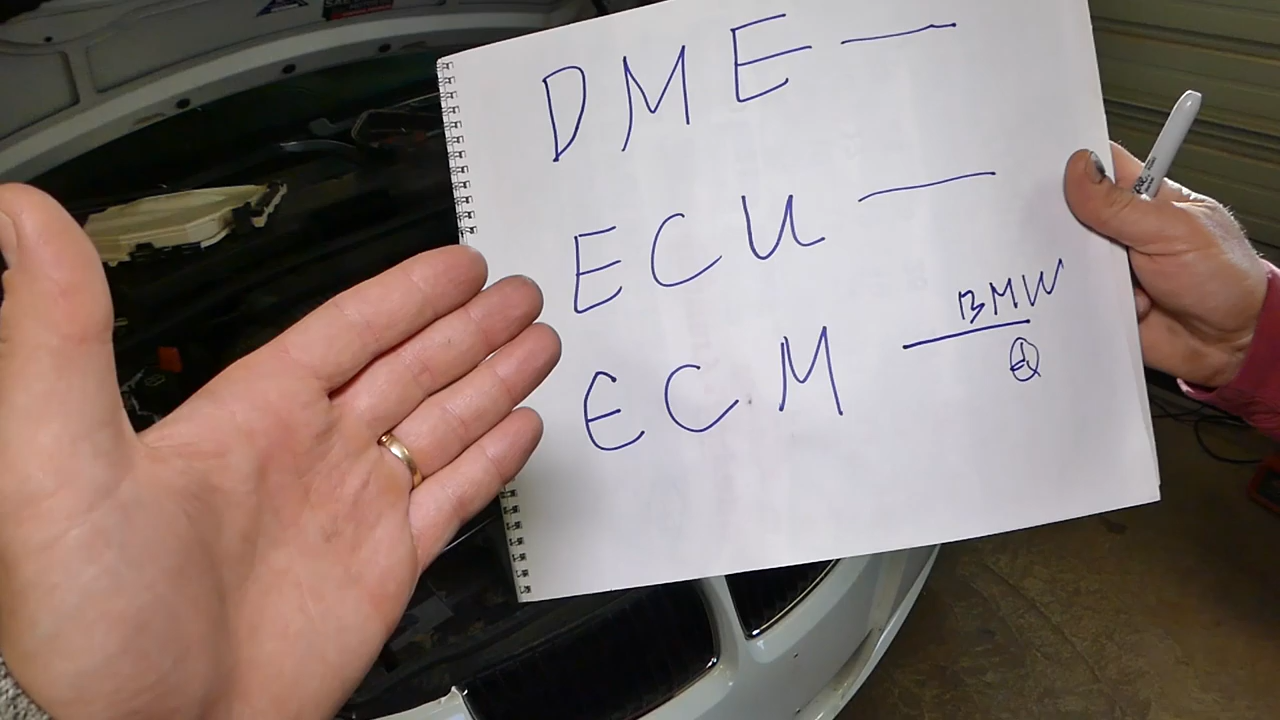 DME —
ECU —
ECM — BMW